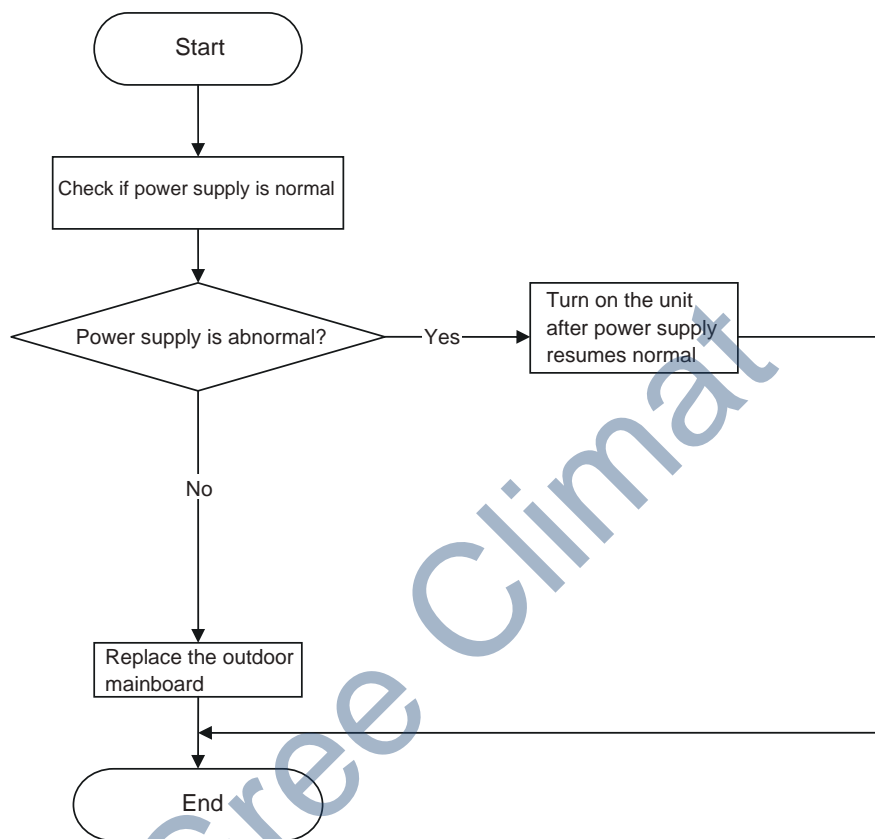 Start
Check if power supply is normal
Power supply is abnormal?
Yes
Turn on the unit
after power supply
resumes normal
No
Replace the outdoor
mainboard
End
Gree Climat